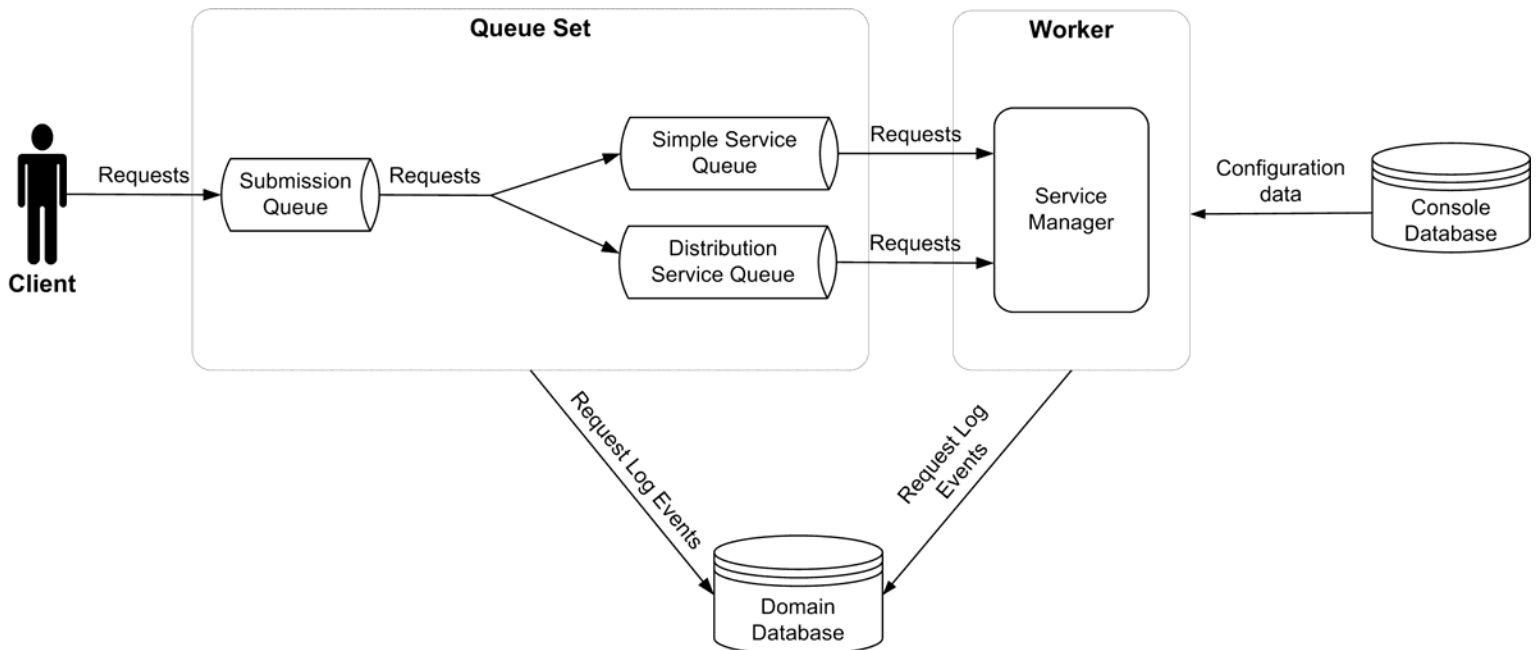 Queue Set
Worker
Requests
Submission
Queue
Requests
Simple Service
Queue
Requests
Distribution
Service Queue
Requests
Service
Manager
Configuration
data
Console
Database
Client
Request Log Events
Request Log
Events
Domain
Database